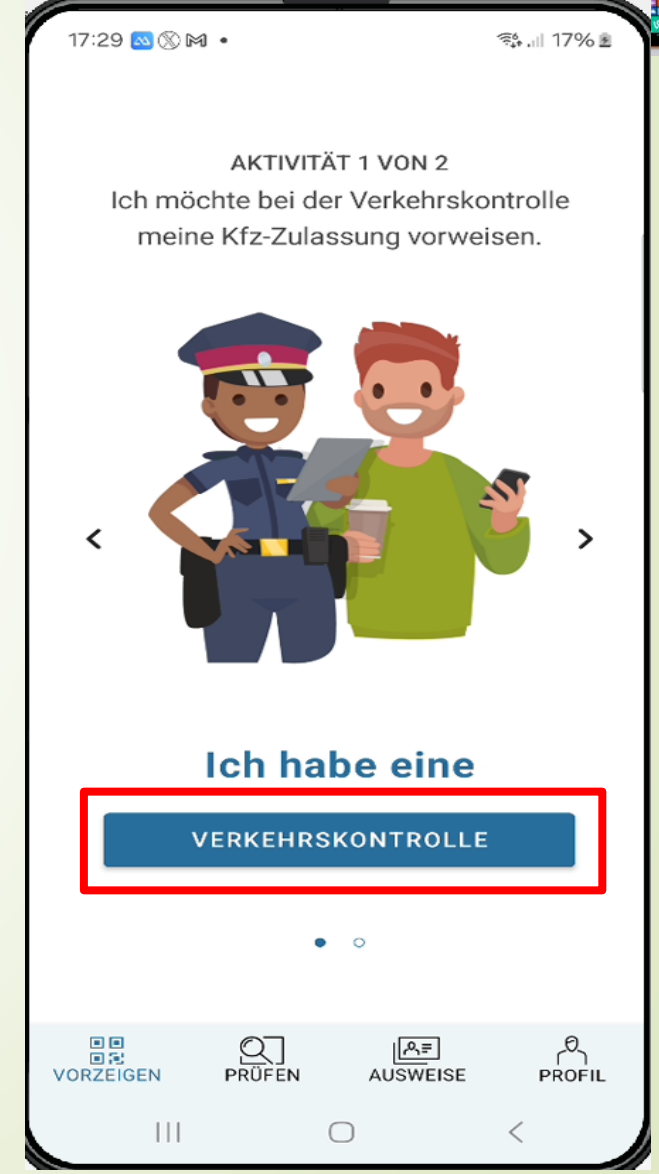 17:29
17%
AKTIVITÄT 1 VON 2
Ich möchte bei der Verkehrskontrolle
meine Kfz-Zulassung vorweisen.
Ich habe eine
VERKEHRSKONTROLLE
VORZEIGEN PRÜFEN AUSWEISE PROFIL